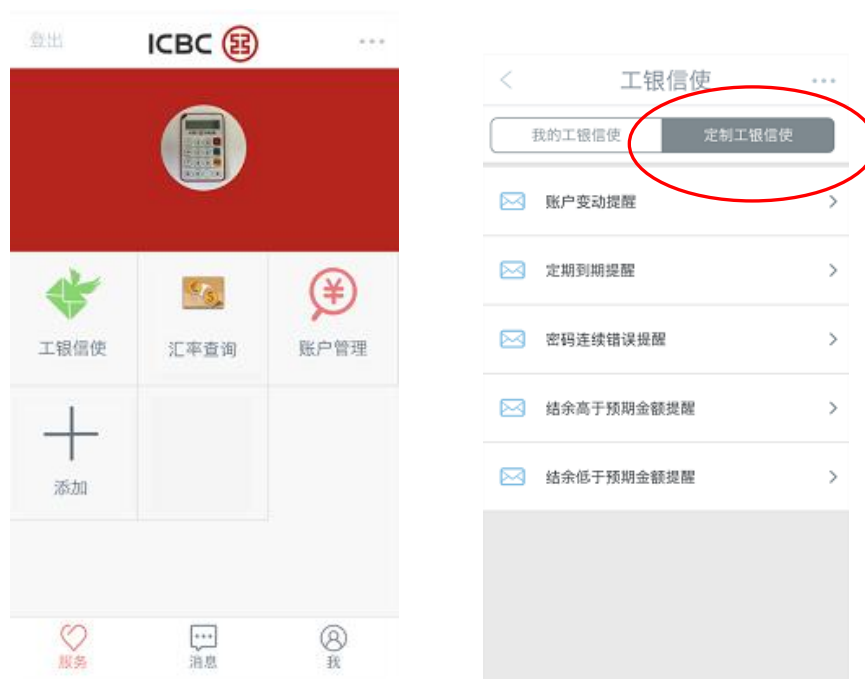 登出
ICBC
工银信使
汇率查询
账户管理
添加
服务
消息
我
工银信使
我的工银信使
定制工银信使
账户变动提醒
定期到期提醒
密码连续错误提醒
结余高于预期金额提醒
结余低于预期金额提醒